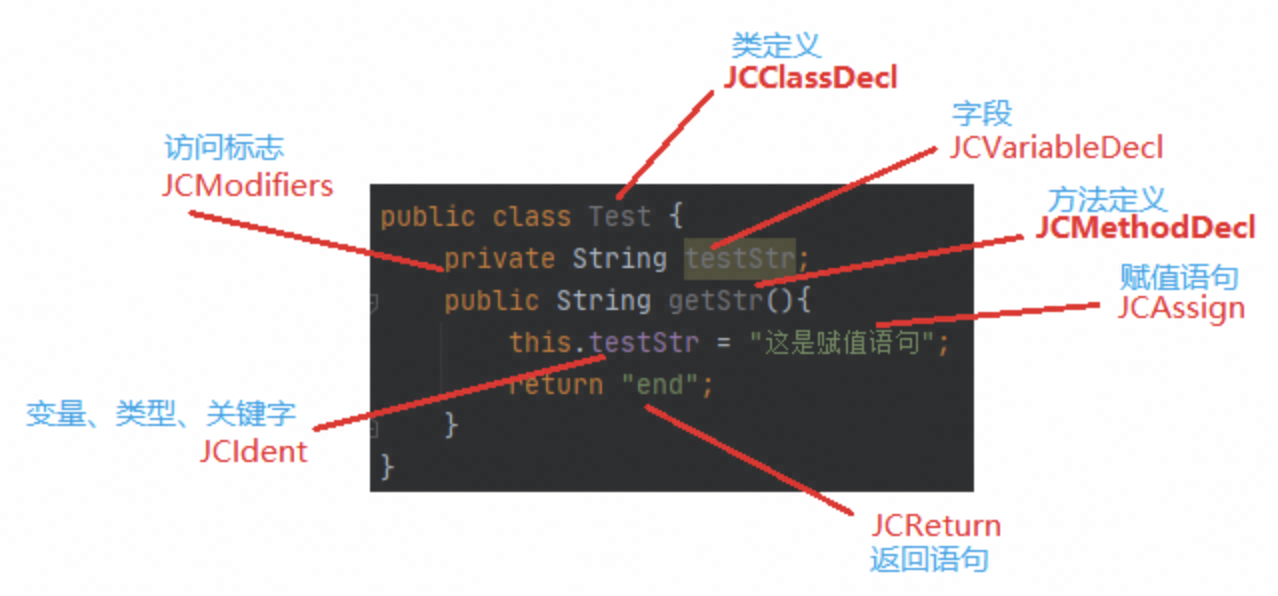 类定义
JCClassDecl
字段
JCVariableDecl
访问标志
JCModifiers
方法定义
JCMethodDecl
赋值语句
JCAssign
public class Test {
private String testStr;
public String getStr(){
this.testStr = "这是赋值语句";
return "end";
}
}
变量、类型、关键字
JCIdent
JCReturn
返回语句